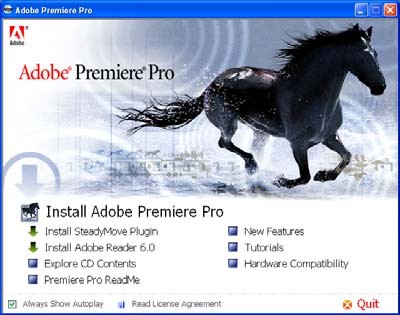 Adobe Premiere Pro
Adobe
Adobe® Premiere® Pro
Install Adobe Premiere Pro
Install SteadyMove Plugin
Install Adobe Reader 6.0
Explore CD Contents
Premiere Pro ReadMe
New Features
Tutorials
Hardware Compatibility
Always Show Autoplay
Read License Agreement
Quit